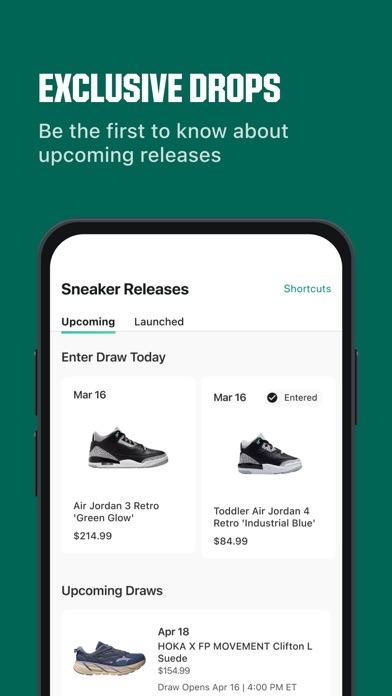 EXCLUSIVE DROPS
Be the first to know about
upcoming releases
Sneaker Releases
Shortcuts
Upcoming
Launched
Enter Draw Today
Mar 16
Air Jordan 3 Retro
'Green Glow'
$214.99
Mar 16
Entered
Toddler Air Jordan 4
Retro 'Industrial Blue'
$84.99
Upcoming Draws
Apr 18
HOKA X FP MOVEMENT Clifton L
Suede
$154.99
Draw Opens Apr 16 | 4:00 PM ET